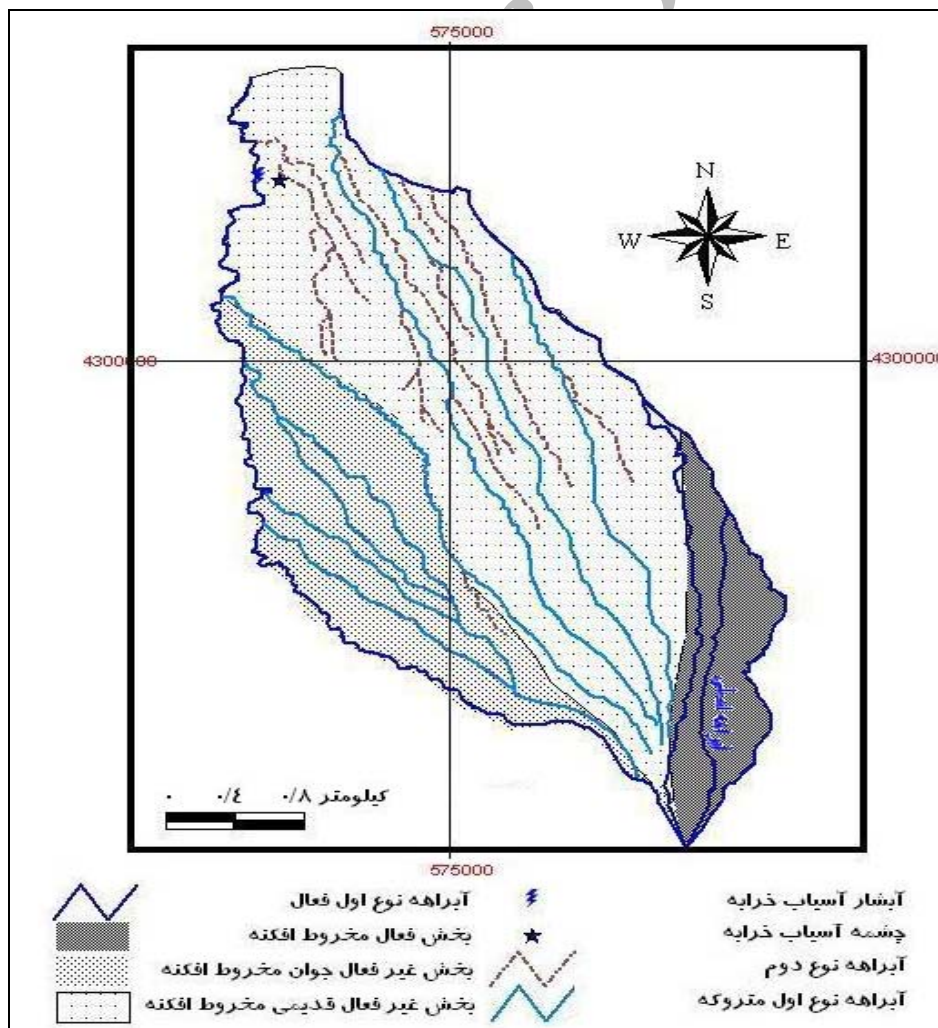 575000
N
W E
S
4300000 4300000
۰ ۰/٤ ۰/۸ کیلومتر
575000
آبشار آسیاب خرابه
آبراهه نوع اول فعال
چشمه آسیاب خرابه
بخش فعال مخروط افکنه
آبراهه نوع دوم
بخش غیر فعال جوان مخروط افکنه
آبراهه نوع اول متروکه
بخش غیر فعال قدیمی مخروط افکنه